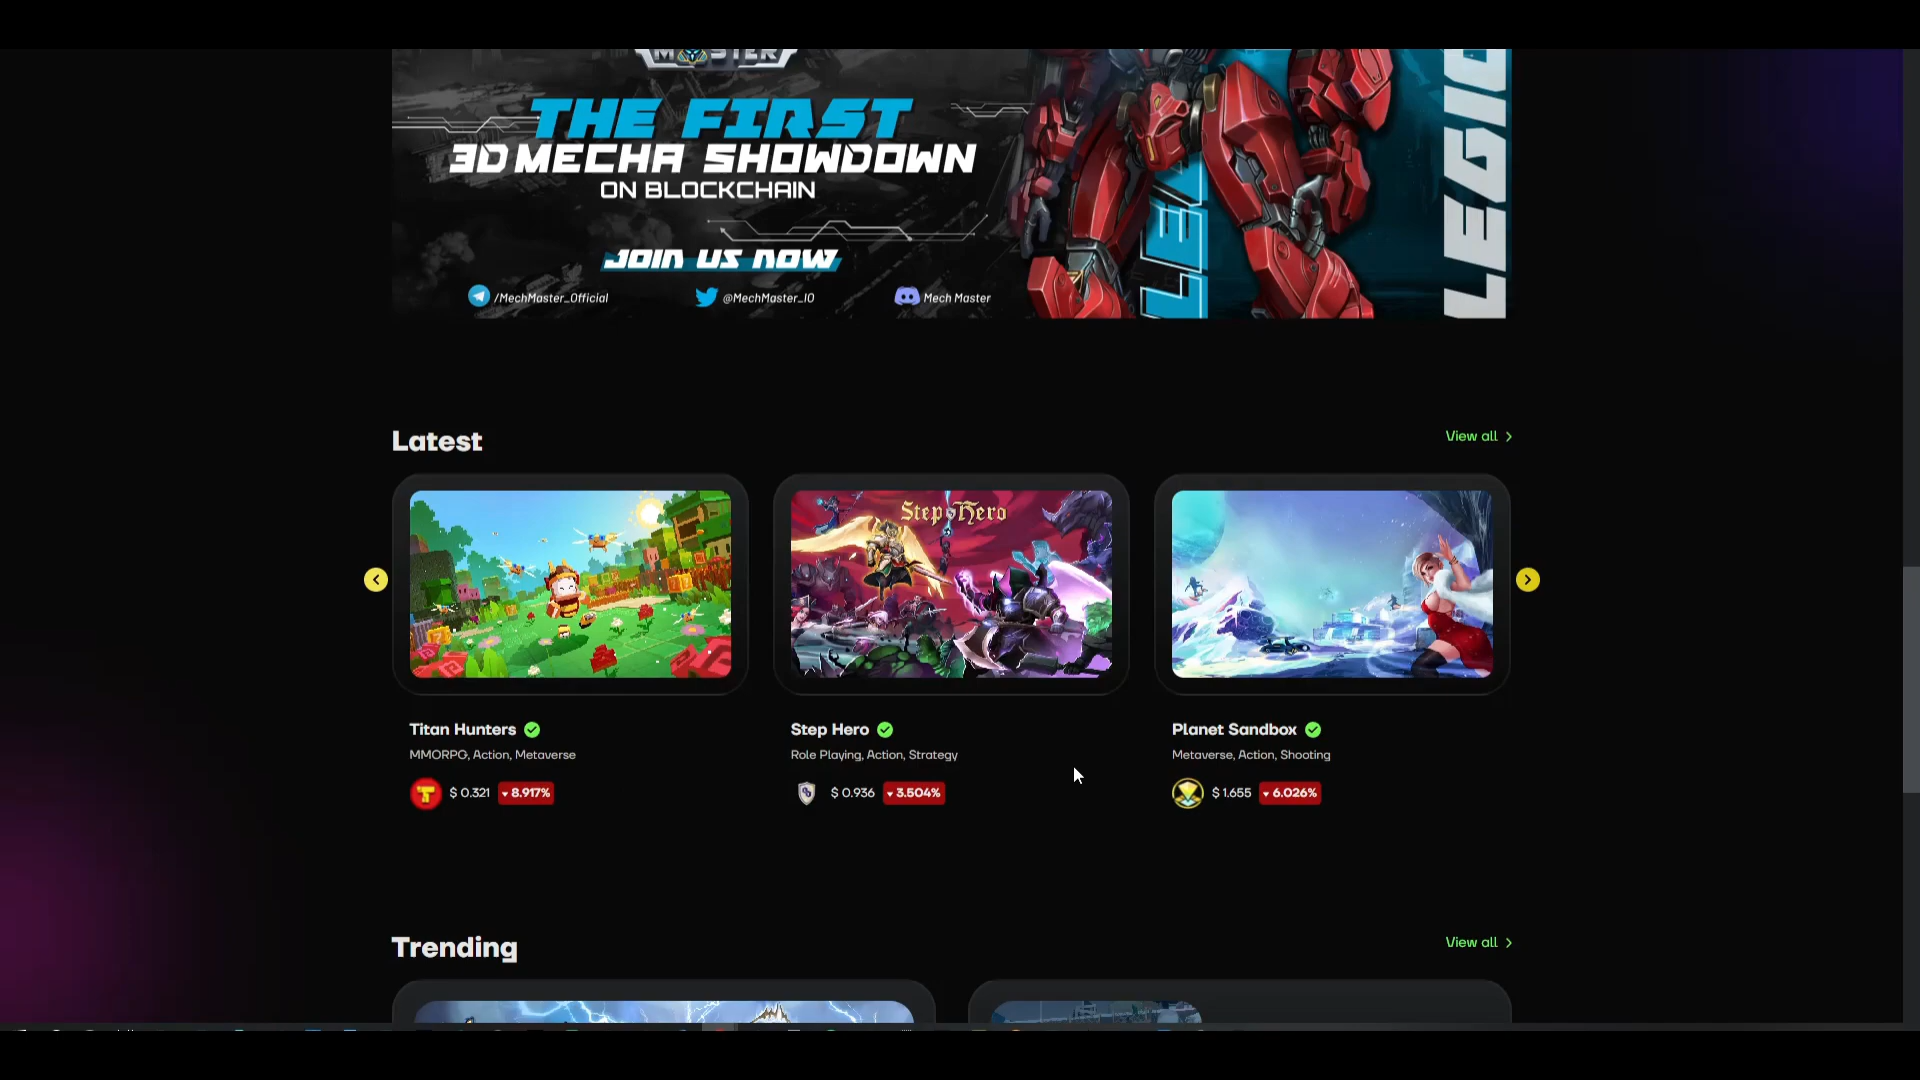 THE FIRST
3D MECHA SHOWDOWN
ON BLOCKCHAIN
JOIN US NOW
/MechMaster_Official
@MechMaster_IO
Mech Master
Latest
View all
Step Hero
Titan Hunters
MMORPG, Action, Metaverse
$ 0.321 8.917%
Step Hero
Role Playing, Action, Strategy
$ 0.936 3.504%
Planet Sandbox
Metaverse, Action, Shooting
$ 1.655 6.026%
Trending
View all